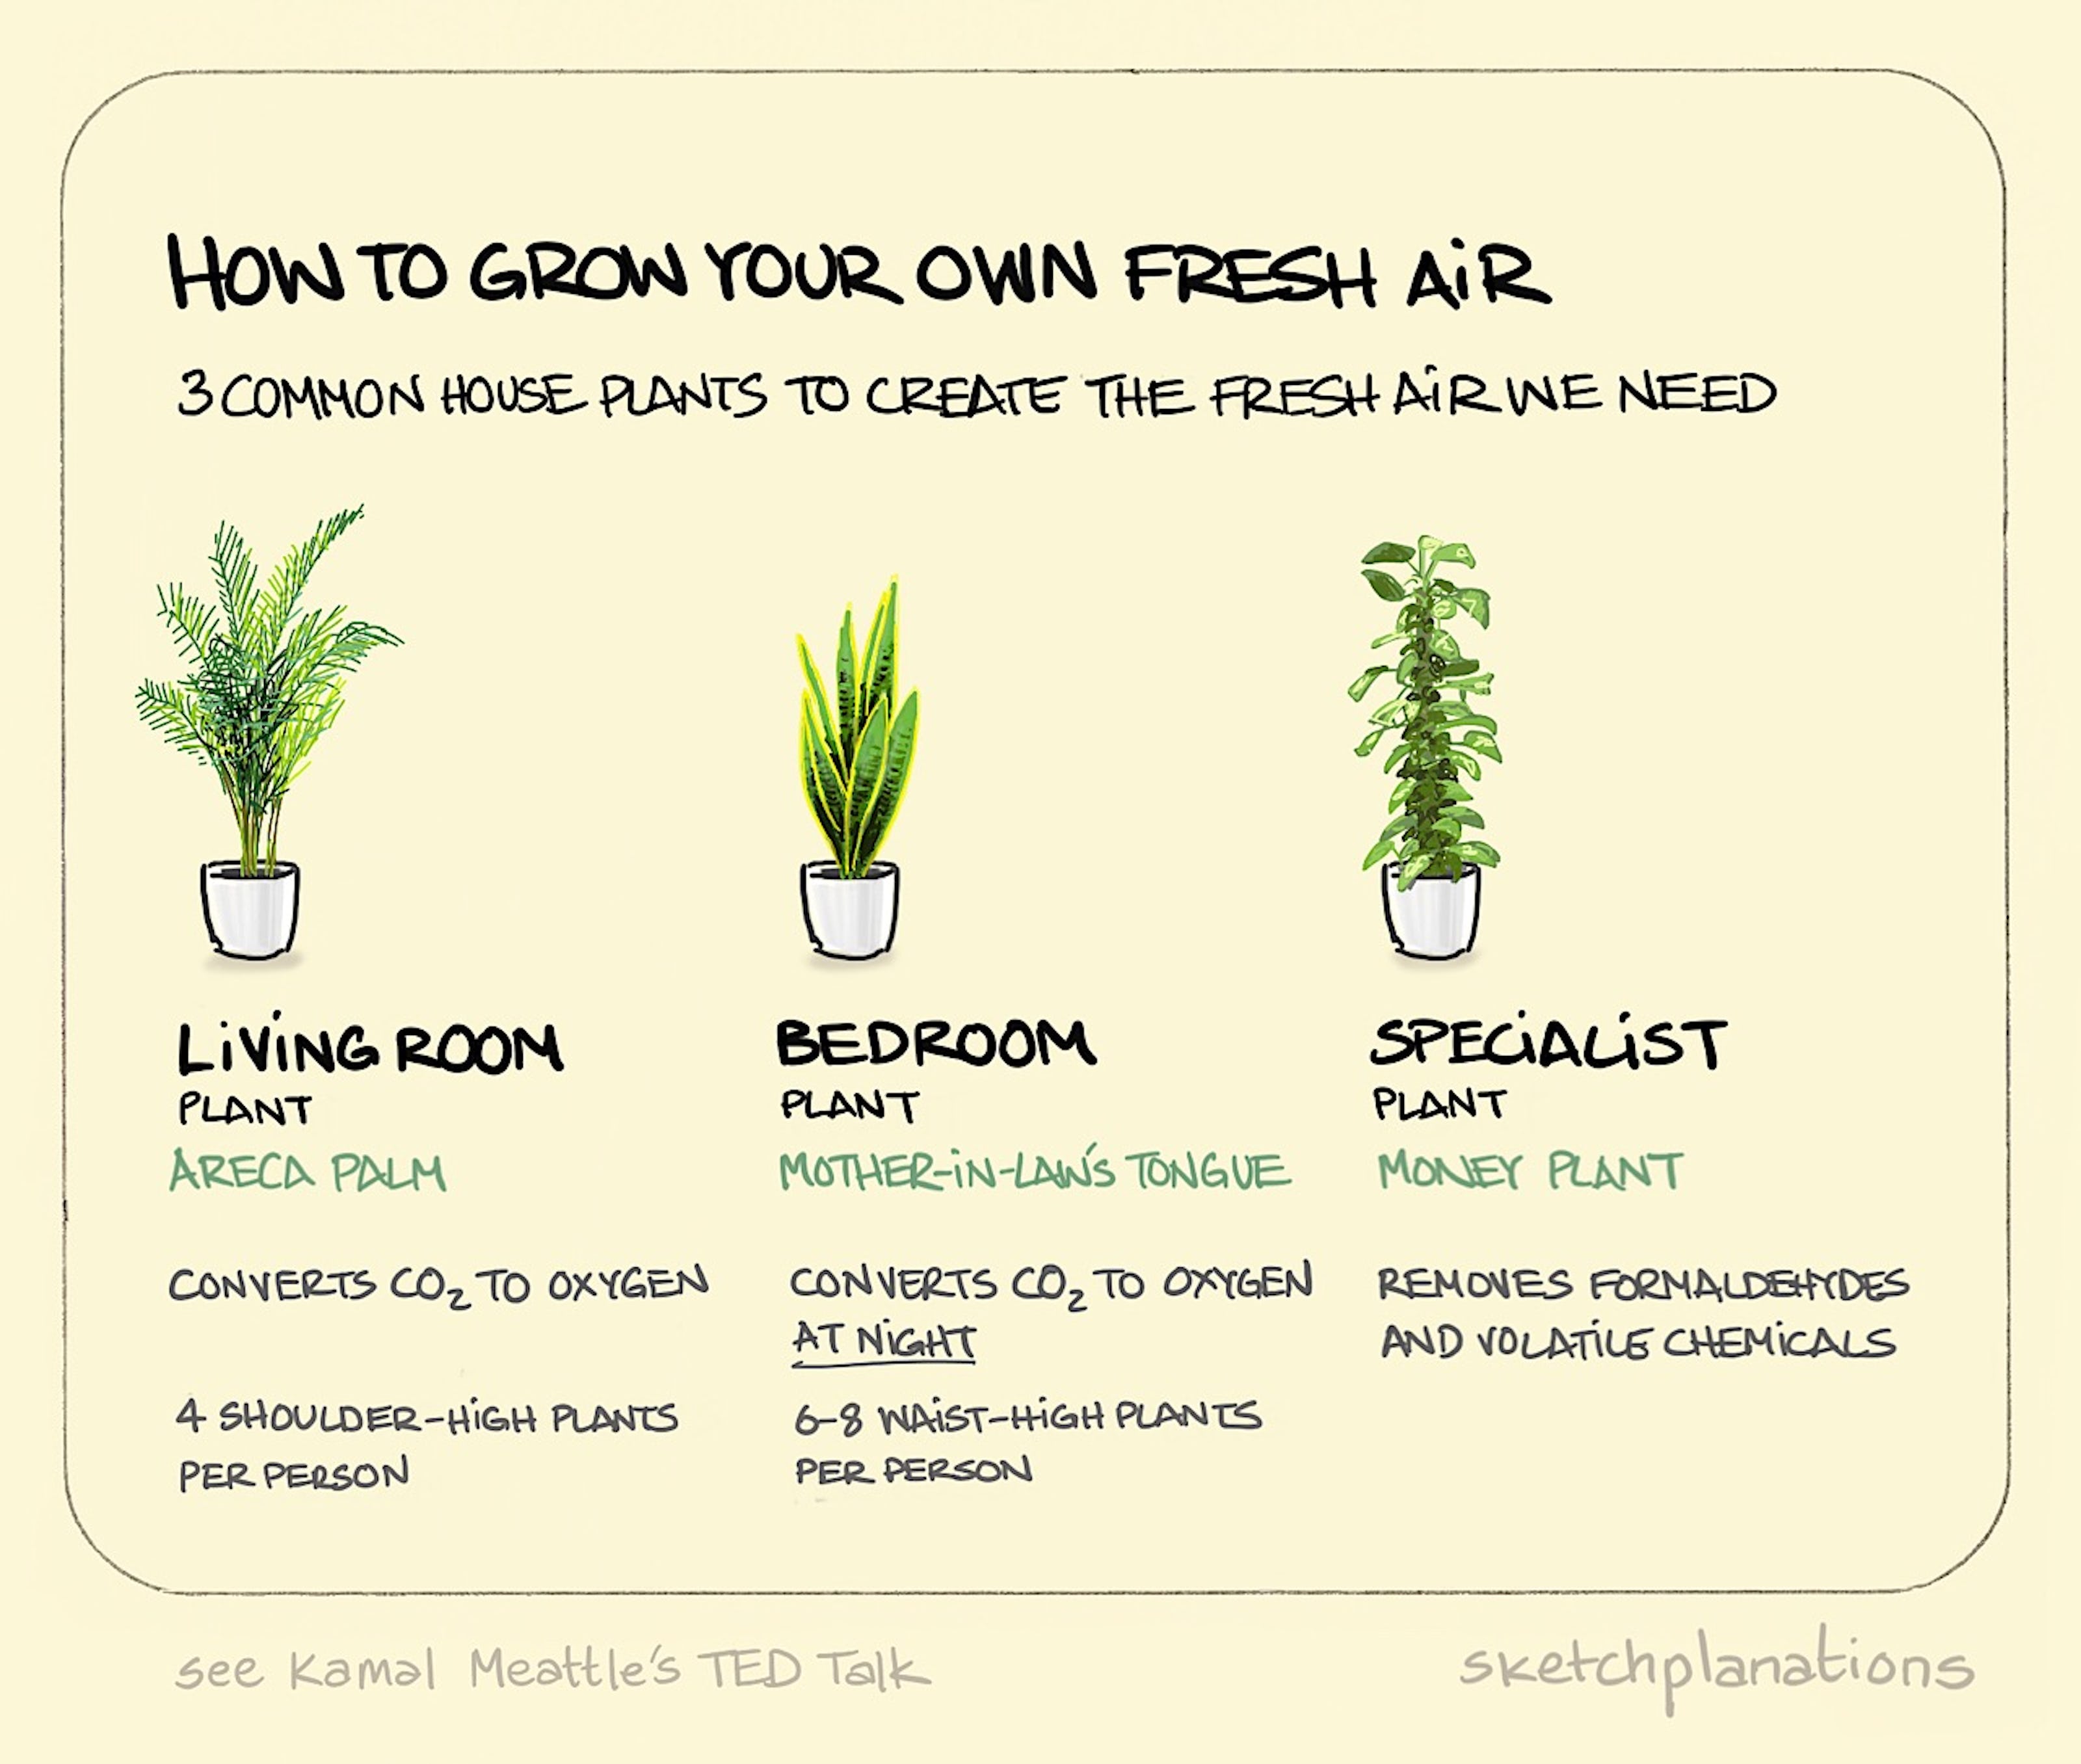 HOW TO GROW YOUR OWN FRESH AiR
3 COMMON HOUSE PLANTS TO CREATE THE FRESH AiR WE NEED
LiViNG ROOM
PLANT
ARECA PALM
CONVERTS CO₂ TO OXYGEN
4 SHOULDER-HiGH PLANTS
PER PERSON
BEDROOM
PLANT
MOTHER-iN-LAW'S TONGUE
CONVERTS CO₂ TO OXYGEN
AT NiGHT
6-8 WAiST-HiGH PLANTS
PER PERSON
SPECiALiST
PLANT
MONEY PLANT
REMOVES FORMALDEHYDES
AND VOLATiLE CHEMiCALS
see Kamal Meattle's TED Talk
sketchplanations